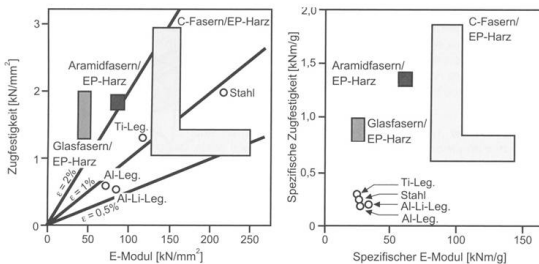 3
2
1
0
0
50
100
150
200
250
Zugfestigkeit [kN/mm²]
E-Modul [kN/mm²]
C-Fasern/EP-Harz
Aramidfasern/
EP-Harz
Stahl
Ti-Leg.
Glasfasern/
EP-Harz
Al-Leg.
Al-Li-Leg.
ε = 2%
ε = 1%
ε = 0.5%
2,0
1,5
1,0
0,5
0
0
50
100
150
Spezifische Zugfestigkeit [kNm/g]
Spezifischer E-Modul [kNm/g]
C-Fasern/
EP-Harz
Aramidfasern/
EP-Harz
Glasfasern/
EP-Harz
Ti-Leg.
Stahl
Al-Li-Leg.
Al-Leg.